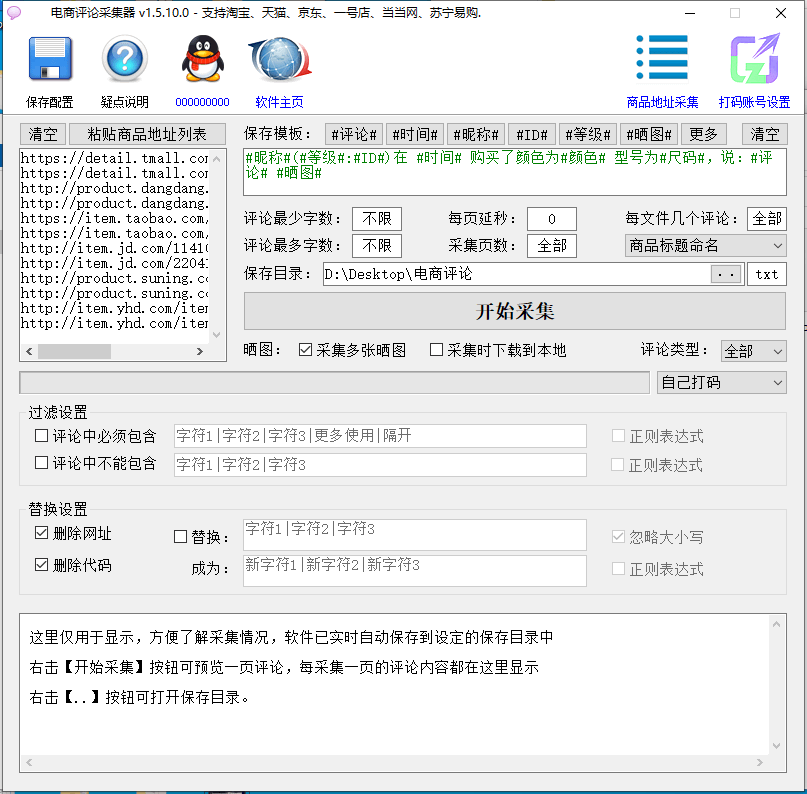 电商评论采集器 v1.5.10.0 - 支持淘宝、天猫、京东、一号店、当当网、苏宁易购.
保存配置 疑点说明 000000000 软件主页 商品地址采集 打码账号设置
清空 粘贴商品地址列表 保存模板： #评论# #时间# #昵称# #ID# #等级# #晒图# 更多 清空
https://detail.tmall.com
https://detail.tmall.com
http://product.dangdang.
http://product.dangdang.
https://item.taobao.com/
https://item.taobao.com/
http://item.jd.com/11410
http://item.jd.com/22041
http://product.suning.co
http://product.suning.co
http://item.yhd.com/item
http://item.yhd.com/item
#昵称#(#等级#:#ID#)在 #时间# 购买了颜色为#颜色# 型号为#尺码#，说：#评
论# #晒图#
评论最少字数： 不限 每页延秒： 0 每文件几个评论： 全部
评论最多字数： 不限 采集页数： 全部 商品标题命名
保存目录： D:\Desktop\电商评论 .. txt
开始采集
晒图： 采集多张晒图 采集时下载到本地 评论类型： 全部
自己打码
过滤设置
评论中必须包含 字符1|字符2|字符3|更多使用|隔开 正则表达式
评论中不能包含 字符1|字符2|字符3 正则表达式
替换设置
删除网址 替换： 字符1|字符2|字符3 忽略大小写
删除代码 成为： 新字符1|新字符2|新字符3 正则表达式
这里仅用于显示，方便了解采集情况，软件已实时自动保存到设定的保存目录中
右击【开始采集】按钮可预览一页评论，每采集一页的评论内容都在这里显示
右击【..】按钮可打开保存目录。